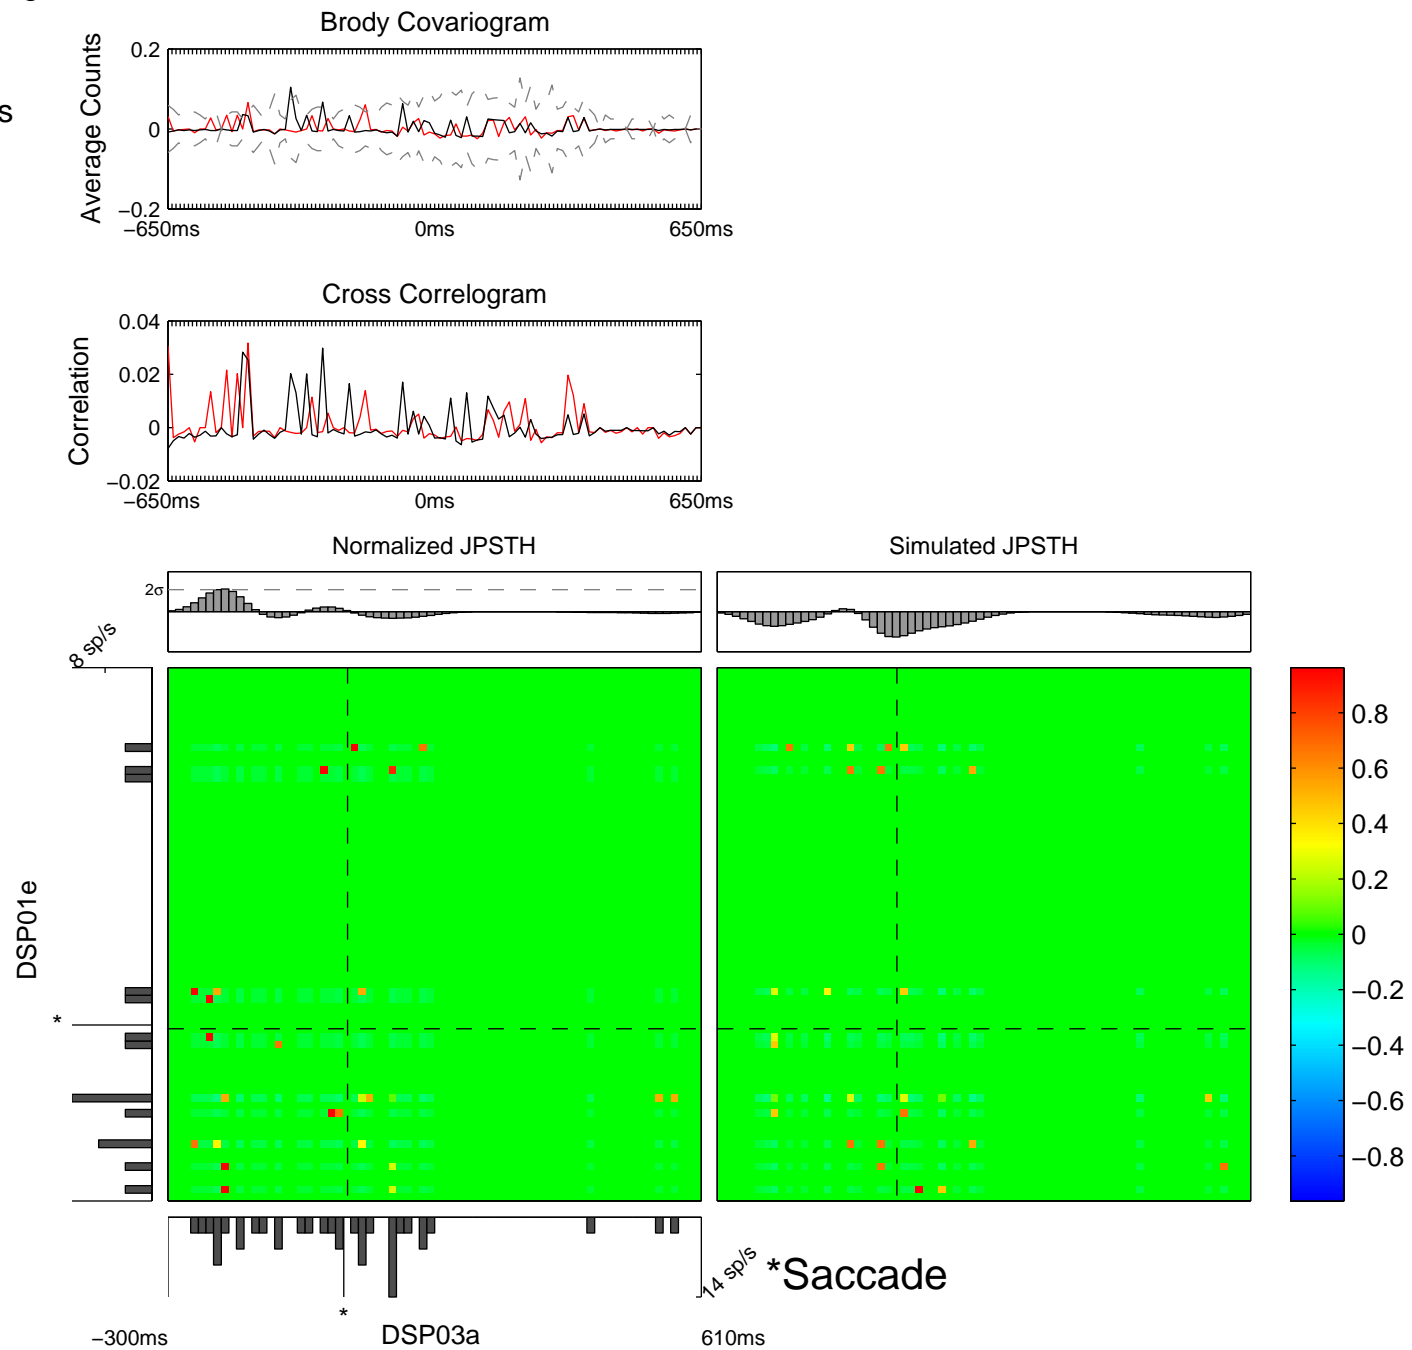 Brody Covariogram
Average Counts
0.2
0
−0.2
−650ms
0ms
650ms
s
Cross Correlogram
Correlation
0.04
0.02
0
−0.02
−650ms
0ms
650ms
Normalized JPSTH
Simulated JPSTH
2σ
8 sp/s
DSP01e
*
0.8
0.6
0.4
0.2
0
−0.2
−0.4
−0.6
−0.8
14 sp/s
*Saccade
*
−300ms
DSP03a
610ms